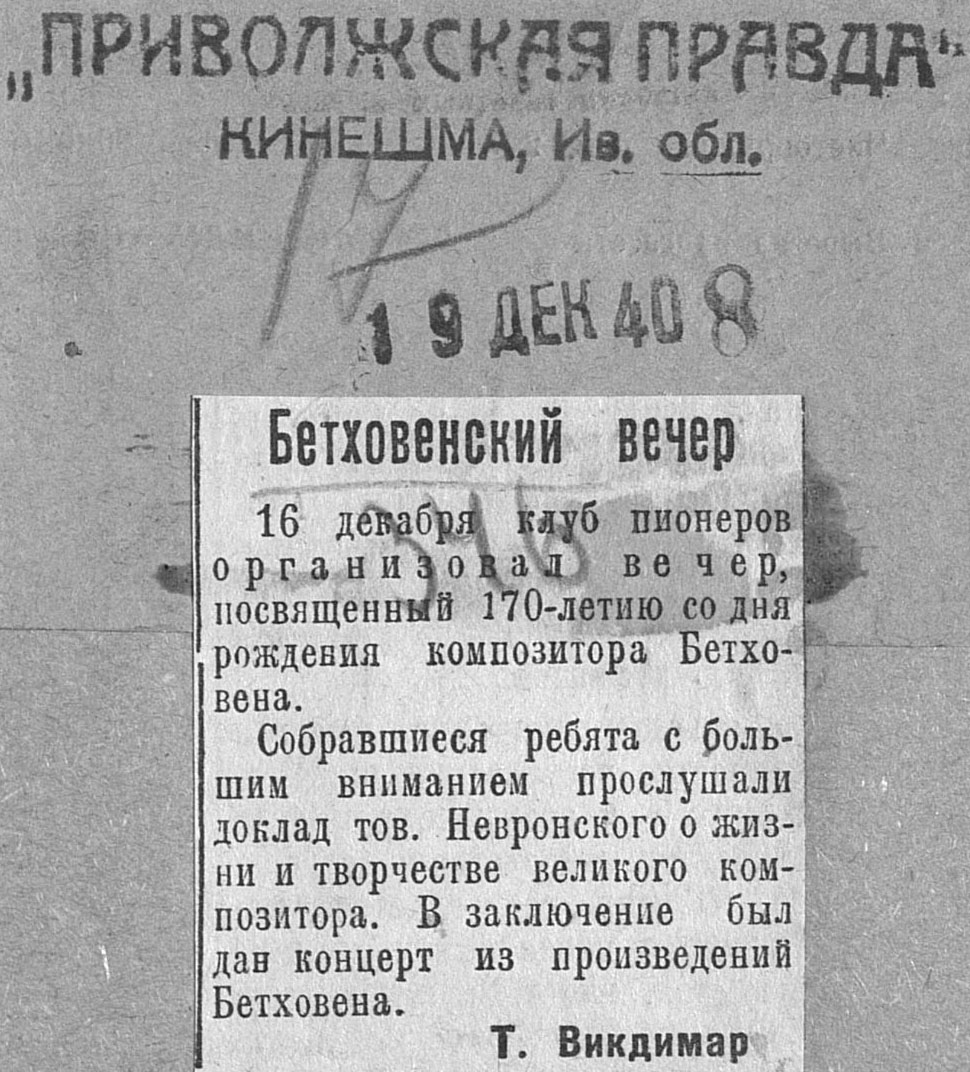 „ПРИВОЛЖСКАЯ ПРАВДА“
КИНЕШМА, Ив. обл.
19 ДЕК 40 8
Бетховенский вечер
346
16 декабря клуб пионеров
организовал вечер,
посвященный 170-летию со дня
рождения композитора Бетхо-
вена.
Собравшиеся ребята с боль-
шим вниманием прослушали
доклад тов. Невронского о жиз-
ни и творчестве великого ком-
позитора. В заключение был
дан концерт из произведений
Бетховена.
Т. Викдимар